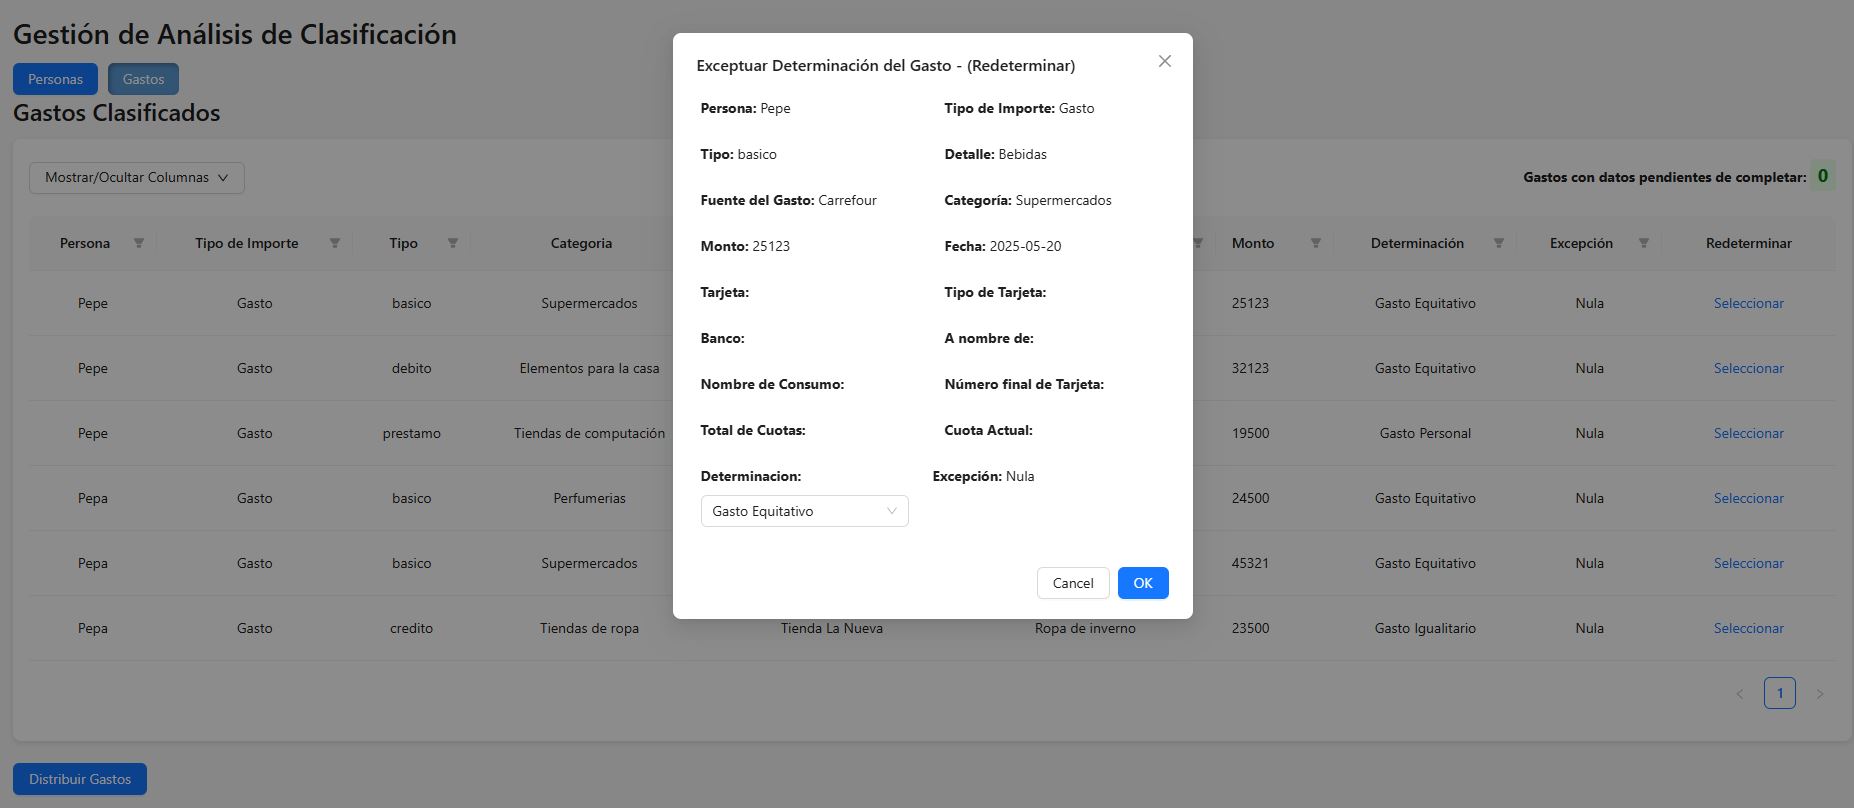 Gestión de Análisis de Clasificación
Personas Gastos
Gastos Clasificados
Mostrar/Ocultar Columnas
Gastos con datos pendientes de completar: 0
Persona Tipo de Importe Tipo Categoria Monto Determinación Excepción Redeterminar
Pepe Gasto basico Supermercados 25123 Gasto Equitativo Nula Seleccionar
Pepe Gasto debito Elementos para la casa 32123 Gasto Equitativo Nula Seleccionar
Pepe Gasto prestamo Tiendas de computación 19500 Gasto Personal Nula Seleccionar
Pepa Gasto basico Perfumerias 24500 Gasto Equitativo Nula Seleccionar
Pepa Gasto basico Supermercados 45321 Gasto Equitativo Nula Seleccionar
Pepa Gasto credito Tiendas de ropa Tienda La Nueva Ropa de inverno 23500 Gasto Igualitario Nula Seleccionar
1
Distribuir Gastos
Exceptuar Determinación del Gasto - (Redeterminar)
Persona: Pepe Tipo de Importe: Gasto
Tipo: basico Detalle: Bebidas
Fuente del Gasto: Carrefour Categoría: Supermercados
Monto: 25123 Fecha: 2025-05-20
Tarjeta: Tipo de Tarjeta:
Banco: A nombre de:
Nombre de Consumo: Número final de Tarjeta:
Total de Cuotas: Cuota Actual:
Determinacion: Excepción: Nula
Gasto Equitativo
Cancel OK